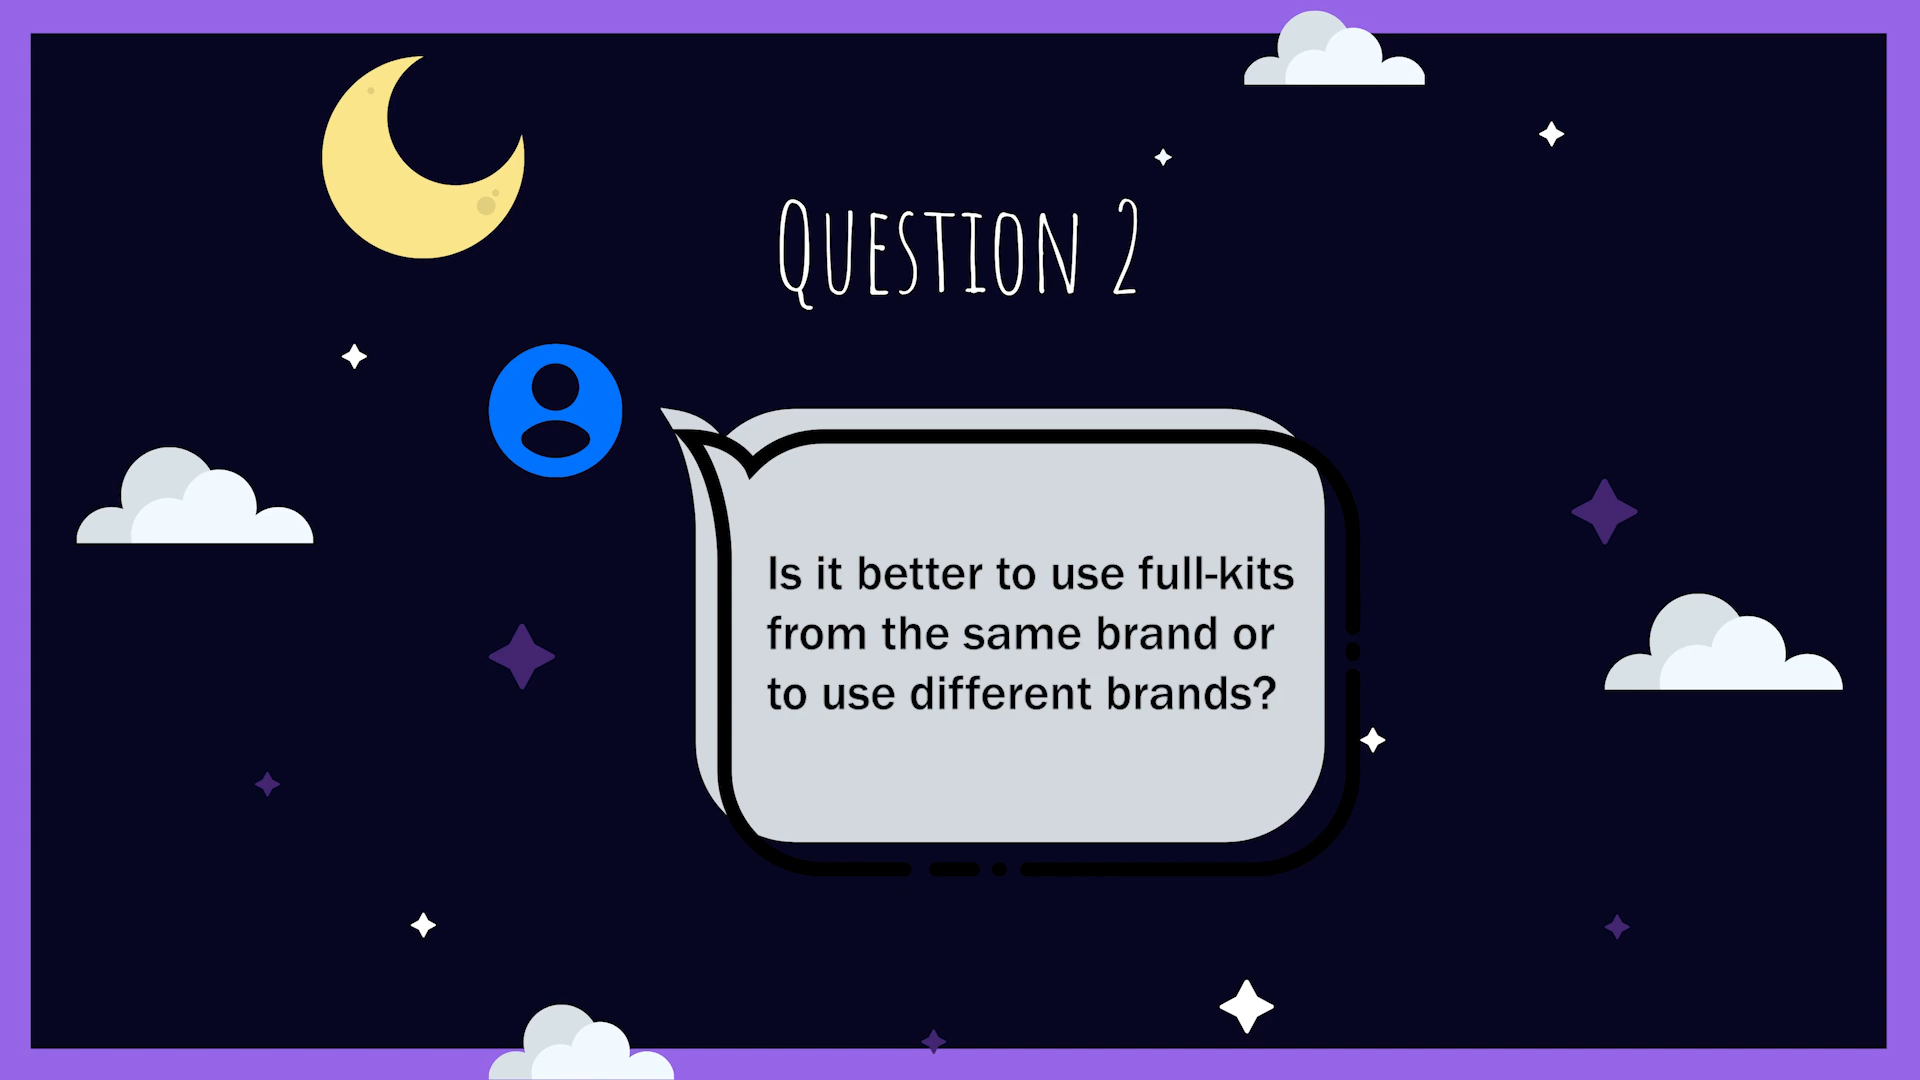 Question 2
Is it better to use full-kits
from the same brand or
to use different brands?